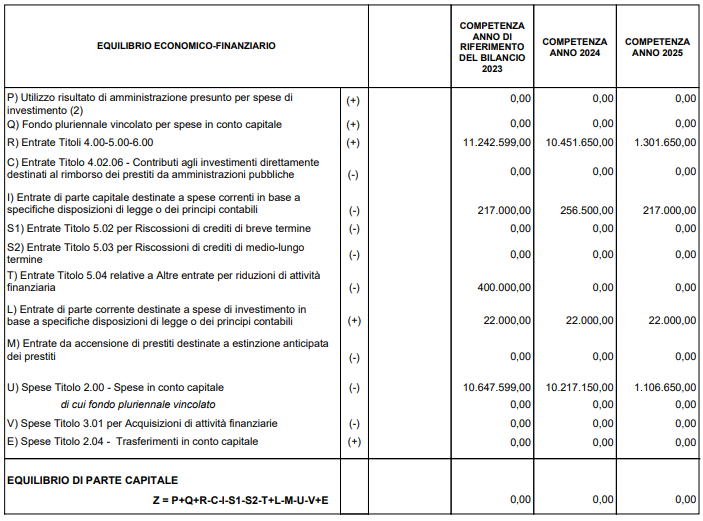 EQUILIBRIO ECONOMICO-FINANZIARIO
COMPETENZA
ANNO DI
RIFERIMENTO
DEL BILANCIO
2023
COMPETENZA
ANNO 2024
COMPETENZA
ANNO 2025
P) Utilizzo risultato di amministrazione presunto per spese di
investimento (2) (+) 0,00 0,00 0,00
Q) Fondo pluriennale vincolato per spese in conto capitale (+) 0,00 0,00 0,00
R) Entrate Titoli 4.00-5.00-6.00 (+) 11.242.599,00 10.451.650,00 1.301.650,00
C) Entrate Titolo 4.02.06 - Contributi agli investimenti direttamente
destinati al rimborso dei prestiti da amministrazioni pubbliche (-) 0,00 0,00 0,00
I) Entrate di parte capitale destinate a spese correnti in base a
specifiche disposizioni di legge o dei principi contabili (-) 217.000,00 256.500,00 217.000,00
S1) Entrate Titolo 5.02 per Riscossioni di crediti di breve termine (-) 0,00 0,00 0,00
S2) Entrate Titolo 5.03 per Riscossioni di crediti di medio-lungo
termine (-) 0,00 0,00 0,00
T) Entrate Titolo 5.04 relative a Altre entrate per riduzioni di attività
finanziaria (-) 400.000,00 0,00 0,00
L) Entrate di parte corrente destinate a spese di investimento in
base a specifiche disposizioni di legge o dei principi contabili (+) 22.000,00 22.000,00 22.000,00
M) Entrate da accensione di prestiti destinate a estinzione anticipata
dei prestiti (-) 0,00 0,00 0,00
U) Spese Titolo 2.00 - Spese in conto capitale (-) 10.647.599,00 10.217.150,00 1.106.650,00
di cui fondo pluriennale vincolato 0,00 0,00 0,00
V) Spese Titolo 3.01 per Acquisizioni di attività finanziarie (-) 0,00 0,00 0,00
E) Spese Titolo 2.04 - Trasferimenti in conto capitale (+) 0,00 0,00 0,00
EQUILIBRIO DI PARTE CAPITALE
Z = P+Q+R-C-I-S1-S2-T+L-M-U-V+E 0,00 0,00 0,00